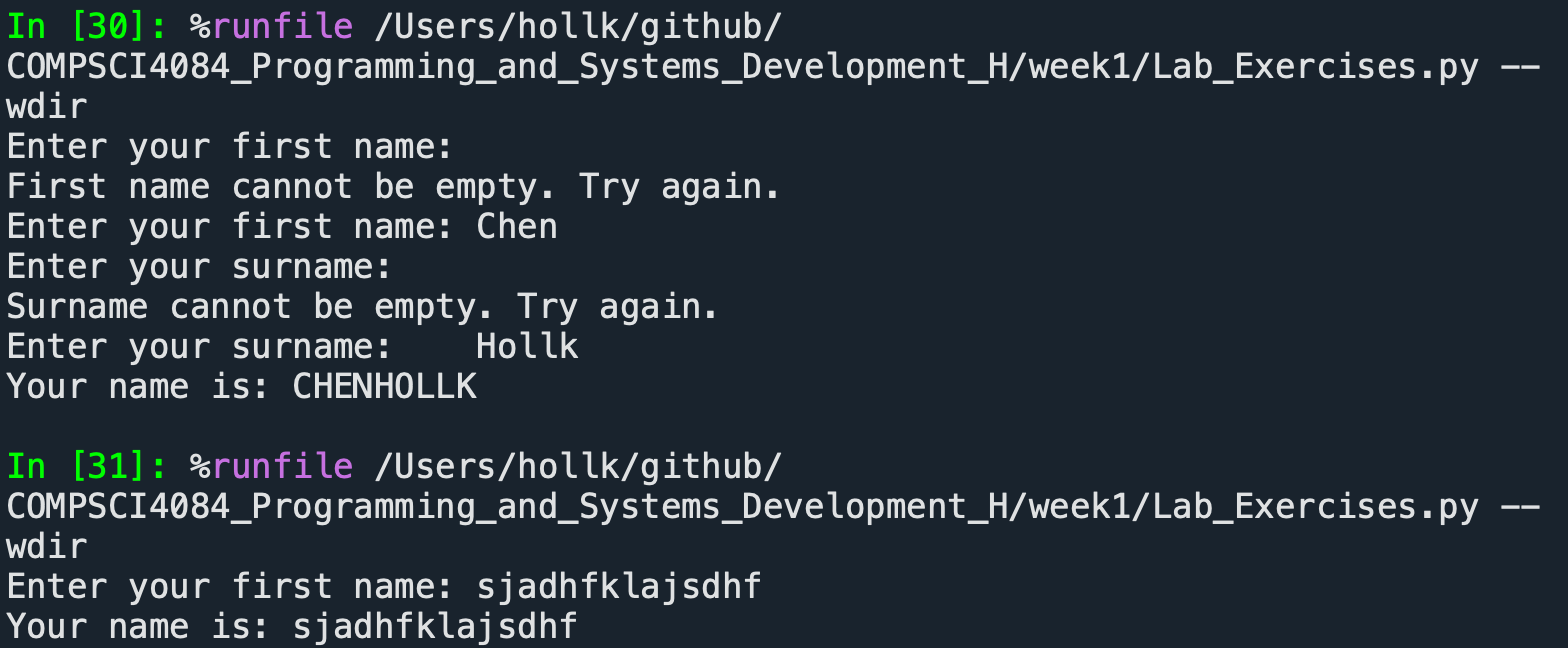 In [30]: %runfile /Users/hollk/github/
COMPSCI4084_Programming_and_Systems_Development_H/week1/Lab_Exercises.py --
wdir
Enter your first name:
First name cannot be empty. Try again.
Enter your first name: Chen
Enter your surname:
Surname cannot be empty. Try again.
Enter your surname:    Hollk
Your name is: CHENHOLLK
In [31]: %runfile /Users/hollk/github/
COMPSCI4084_Programming_and_Systems_Development_H/week1/Lab_Exercises.py --
wdir
Enter your first name: sjadhfklajsdhf
Your name is: sjadhfklajsdhf